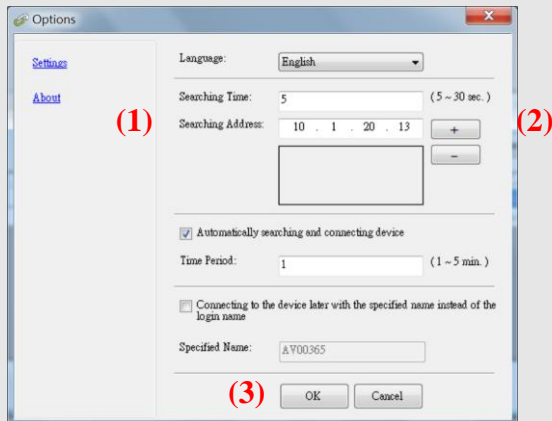 Options
Settings
About
Language:
English
Searching Time:
5
( 5 ~ 30 sec. )
(1)
Searching Address:
10 . 1 . 20 . 13
+
(2)
−
Automatically searching and connecting device
Time Period:
1
( 1 ~ 5 min. )
Connecting to the device later with the specified name instead of the
login name
Specified Name:
AV00365
(3)
OK
Cancel